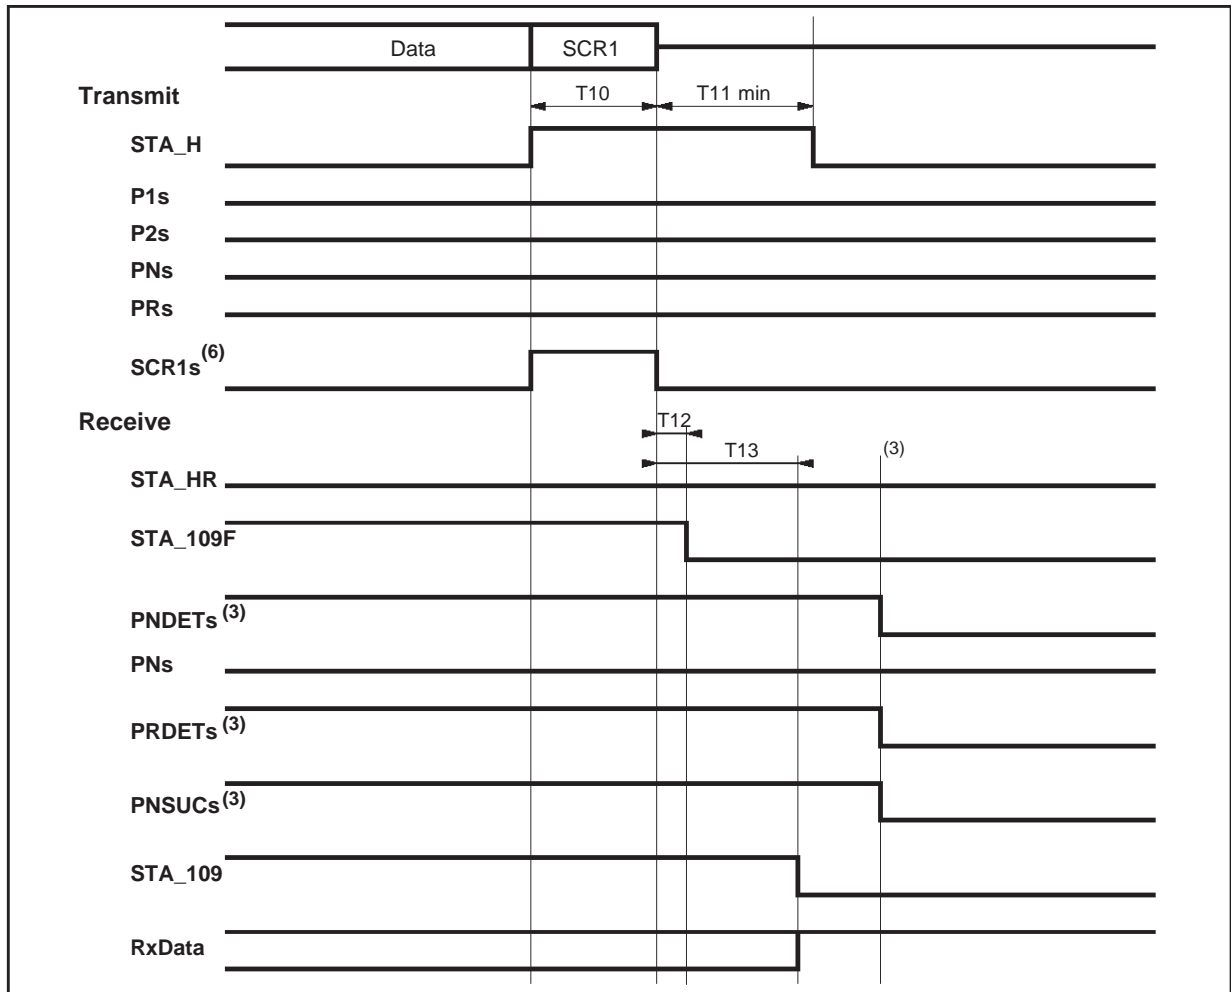 Data SCR1
Transmit T10 T11 min
STA_H
P1s
P2s
PNs
PRs
SCR1s(6)
Receive T12
T13 (3)
STA_HR
STA_109F
PNDETs(3)
PNs
PRDETs(3)
PNSUCs(3)
STA_109
RxData